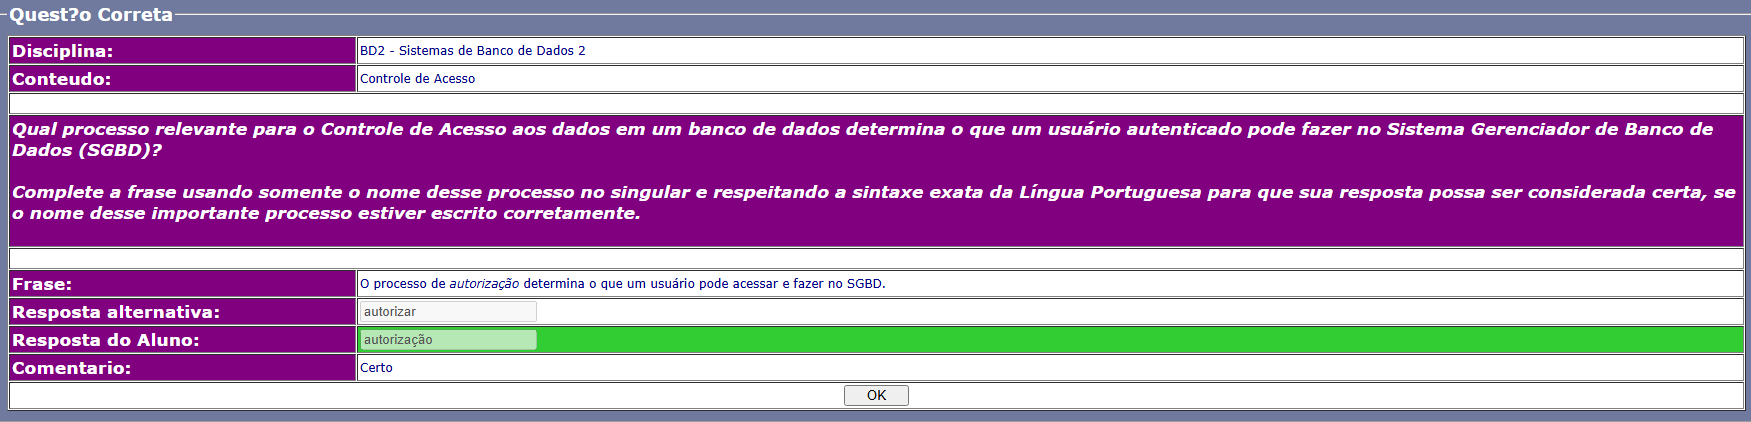 Quest?o Correta
Disciplina: BD2 - Sistemas de Banco de Dados 2
Conteudo: Controle de Acesso
Qual processo relevante para o Controle de Acesso aos dados em um banco de dados determina o que um usuário autenticado pode fazer no Sistema Gerenciador de Banco de
Dados (SGBD)?
Complete a frase usando somente o nome desse processo no singular e respeitando a sintaxe exata da Língua Portuguesa para que sua resposta possa ser considerada certa, se
o nome desse importante processo estiver escrito corretamente.
Frase: O processo de autorização determina o que um usuário pode acessar e fazer no SGBD.
Resposta alternativa: autorizar
Resposta do Aluno: autorização
Comentario: Certo
OK